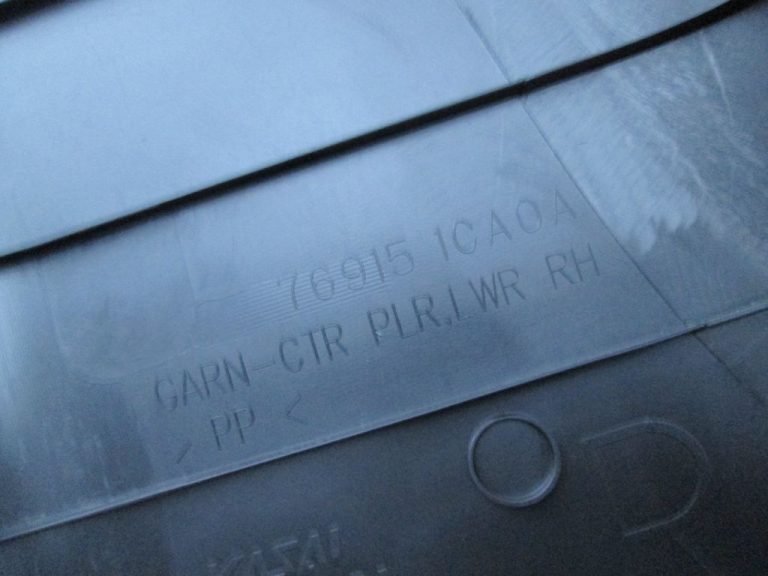 76915 1CA0A
GARN-CTR PLR,LWR RH
>PP<
R